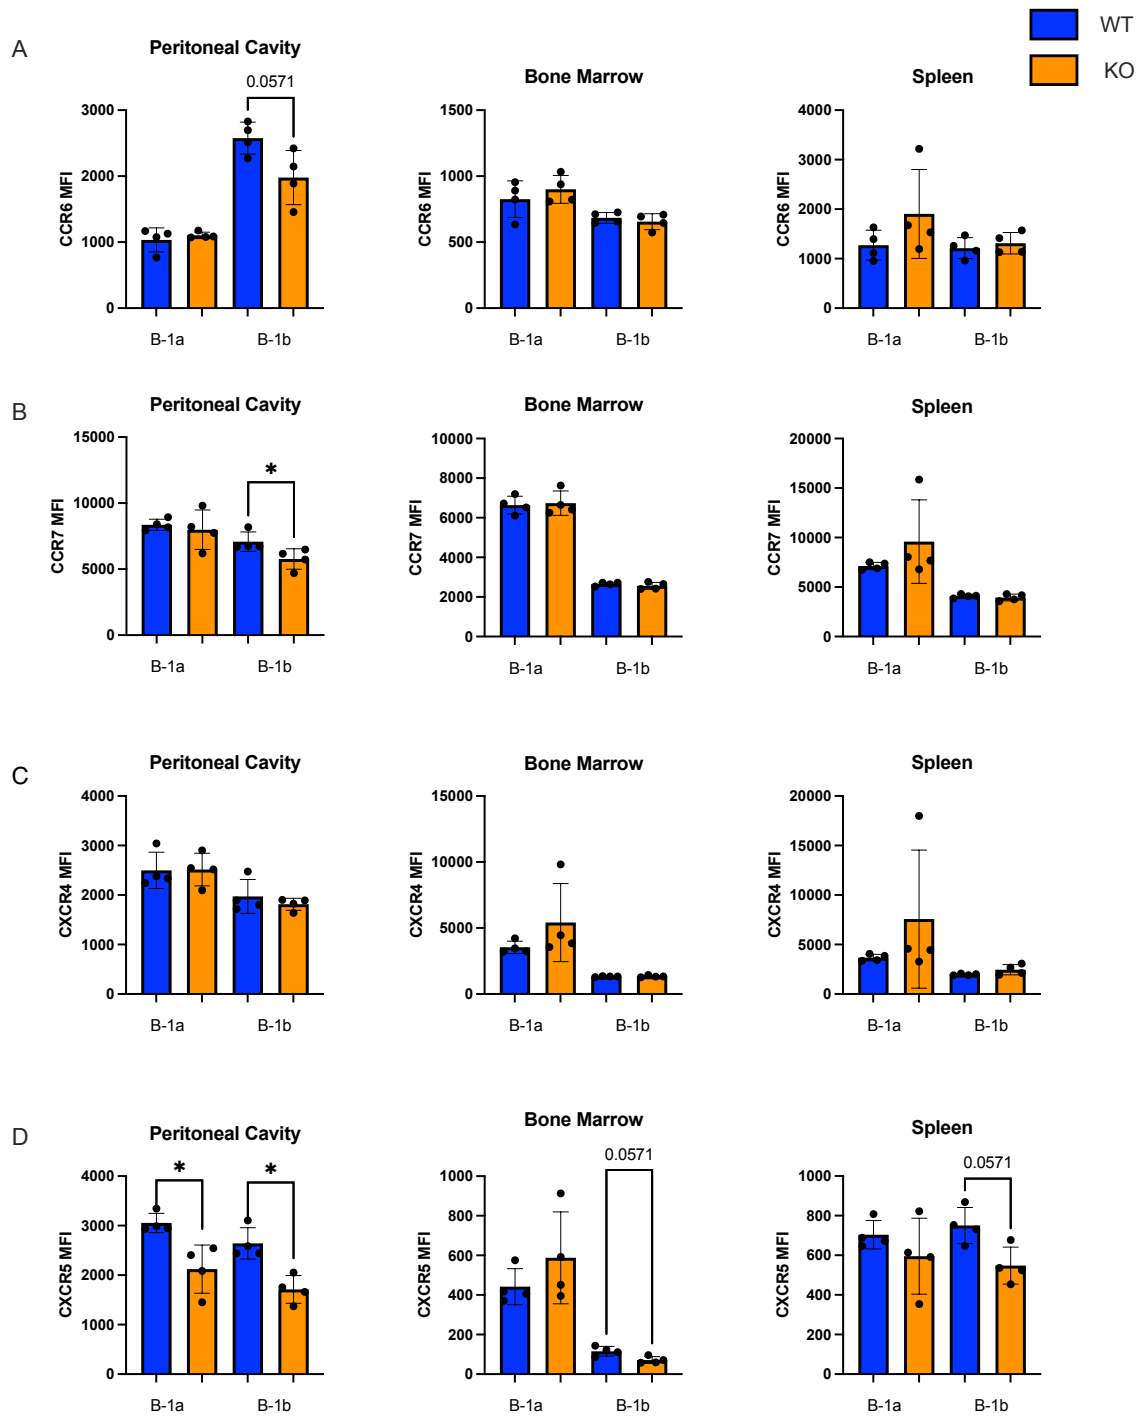 WT
KO
A
Peritoneal Cavity
Bone Marrow
Spleen
0.0571
CCR6 MFI
3000
2000
1000
0
B-1a
B-1b
CCR6 MFI
1500
1000
500
0
B-1a
B-1b
CCR6 MFI
4000
3000
2000
1000
0
B-1a
B-1b
B
Peritoneal Cavity
Bone Marrow
Spleen
CCR7 MFI
15000
10000
5000
0
*
B-1a
B-1b
CCR7 MFI
10000
8000
6000
4000
2000
0
B-1a
B-1b
CCR7 MFI
20000
15000
10000
5000
0
B-1a
B-1b
C
Peritoneal Cavity
Bone Marrow
Spleen
CXCR4 MFI
4000
3000
2000
1000
0
B-1a
B-1b
CXCR4 MFI
15000
10000
5000
0
B-1a
B-1b
CXCR4 MFI
20000
15000
10000
5000
0
B-1a
B-1b
D
Peritoneal Cavity
Bone Marrow
Spleen
CXCR5 MFI
4000
3000
2000
1000
0
*
*
B-1a
B-1b
CXCR5 MFI
1000
800
600
400
200
0
0.0571
B-1a
B-1b
CXCR5 MFI
1000
800
600
400
200
0
0.0571
B-1a
B-1b